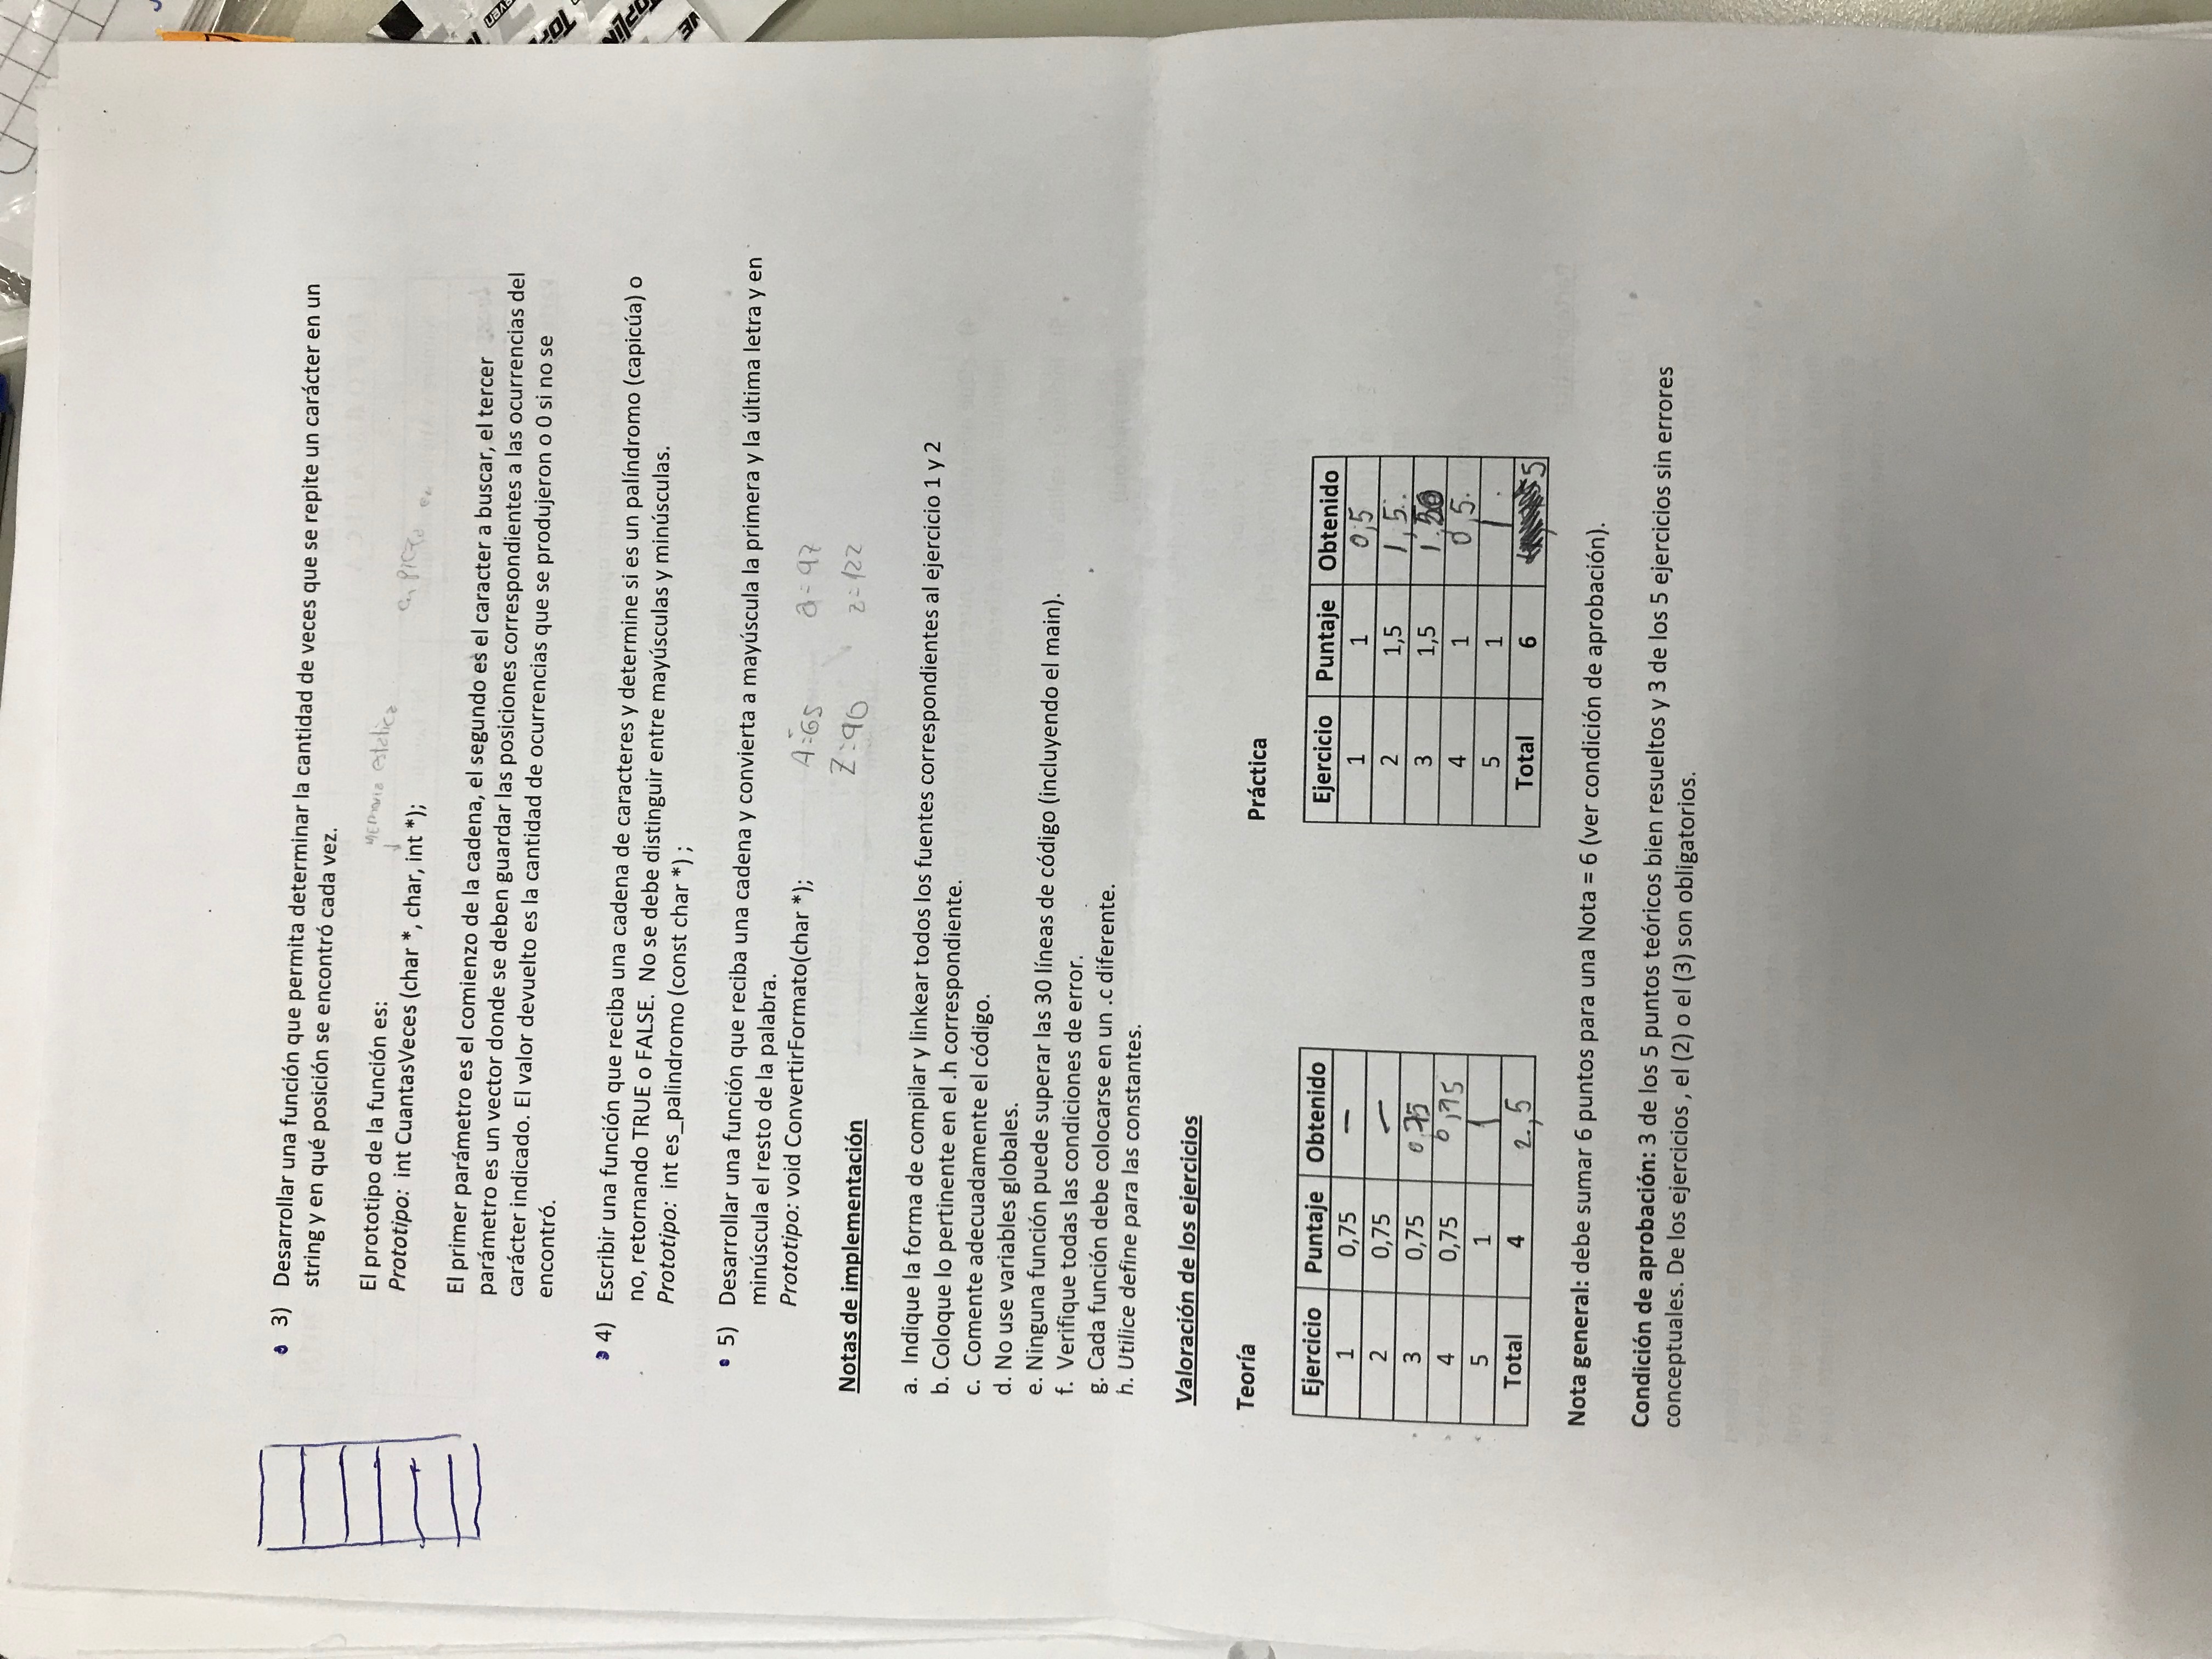 3) Desarrollar una función que permita determinar la cantidad de veces que se repite un carácter en un
string y en qué posición se encontró cada vez.
El prototipo de la función es:
MEMoria estatica
Prototipo: int CuantasVeces (char *, char, int *);
El primer parámetro es el comienzo de la cadena, el segundo es el caracter a buscar, el tercer
parámetro es un vector donde se deben guardar las posiciones correspondientes a las ocurrencias del
carácter indicado. El valor devuelto es la cantidad de ocurrencias que se produjeron o 0 si no se
encontró.
4) Escribir una función que reciba una cadena de caracteres y determine si es un palíndromo (capicúa) o
no, retornando TRUE o FALSE. No se debe distinguir entre mayúsculas y minúsculas.
Prototipo: int es_palindromo (const char *) ;
5) Desarrollar una función que reciba una cadena y convierta a mayúscula la primera y la última letra y en
minúscula el resto de la palabra.
Prototipo: void ConvertirFormato(char *);
A=65 a=97
Z=90 z=122
Notas de implementación
a. Indique la forma de compilar y linkear todos los fuentes correspondientes al ejercicio 1 y 2
b. Coloque lo pertinente en el .h correspondiente.
c. Comente adecuadamente el código.
d. No use variables globales.
e. Ninguna función puede superar las 30 líneas de código (incluyendo el main).
f. Verifique todas las condiciones de error.
g. Cada función debe colocarse en un .c diferente.
h. Utilice define para las constantes.
Valoración de los ejercicios
Teoría
Ejercicio Puntaje Obtenido
1 0,75 —
2 0,75 —
3 0,75 0,75
4 0,75 0,75
5 1 1
Total 4 2,5
Práctica
Ejercicio Puntaje Obtenido
1 1 0,5
2 1,5 1,5
3 1,5 1,50
4 1 0,5
5 1 1
Total 6 5
Nota general: debe sumar 6 puntos para una Nota = 6 (ver condición de aprobación).
Condición de aprobación: 3 de los 5 puntos teóricos bien resueltos y 3 de los 5 ejercicios sin errores
conceptuales. De los ejercicios , el (2) o el (3) son obligatorios.